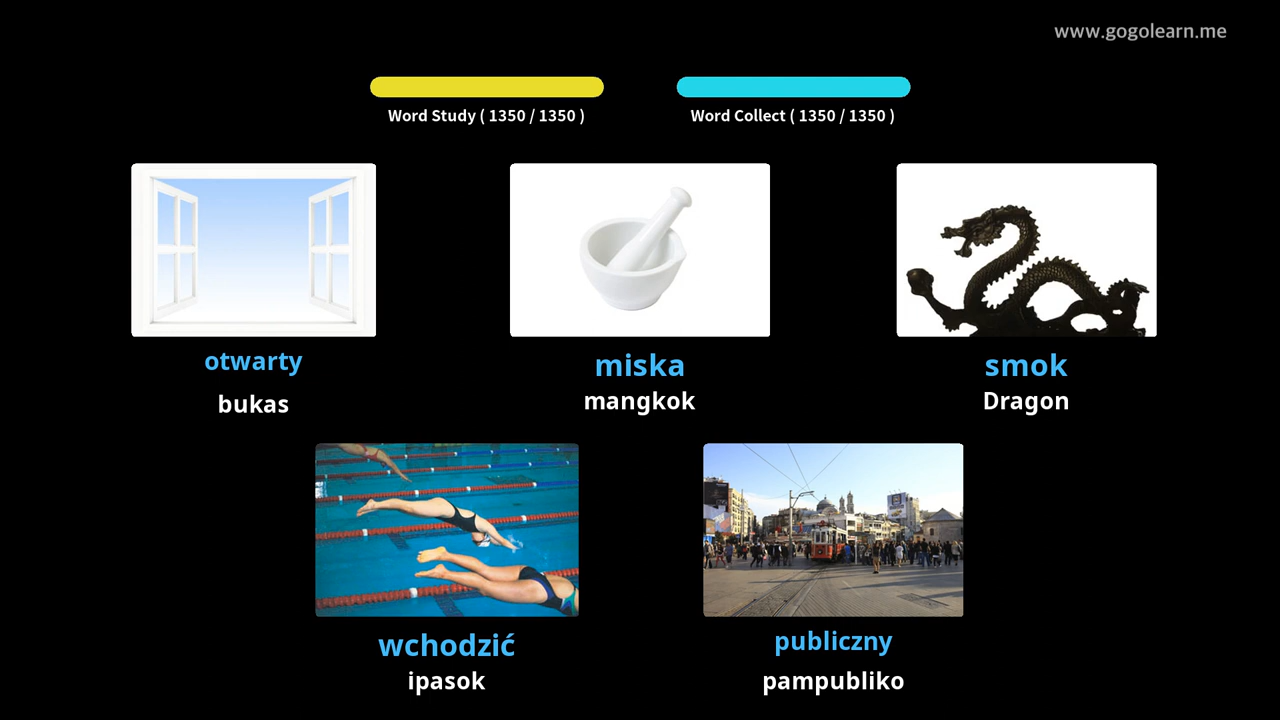 www.gogolearn.me
Word Study ( 1350 / 1350 )
Word Collect ( 1350 / 1350 )
otwarty
bukas
miska
mangkok
smok
Dragon
wchodzić
ipasok
publiczny
pampubliko